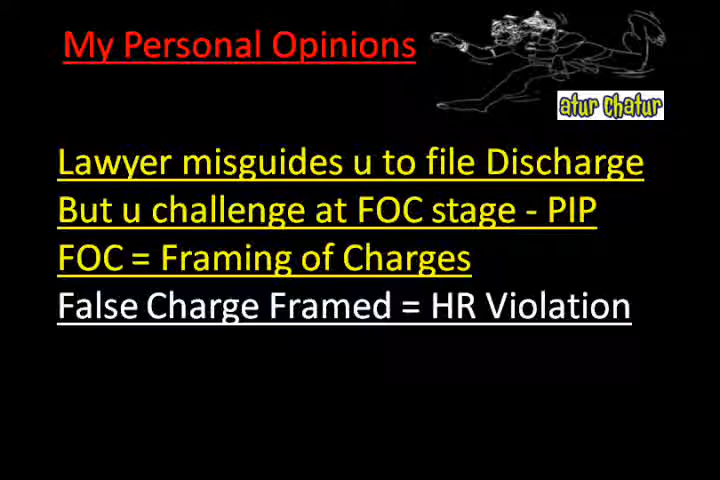 My Personal Opinions
atur chatur
Lawyer misguides u to file Discharge
But u challenge at FOC stage - PIP
FOC = Framing of Charges
False Charge Framed = HR Violation